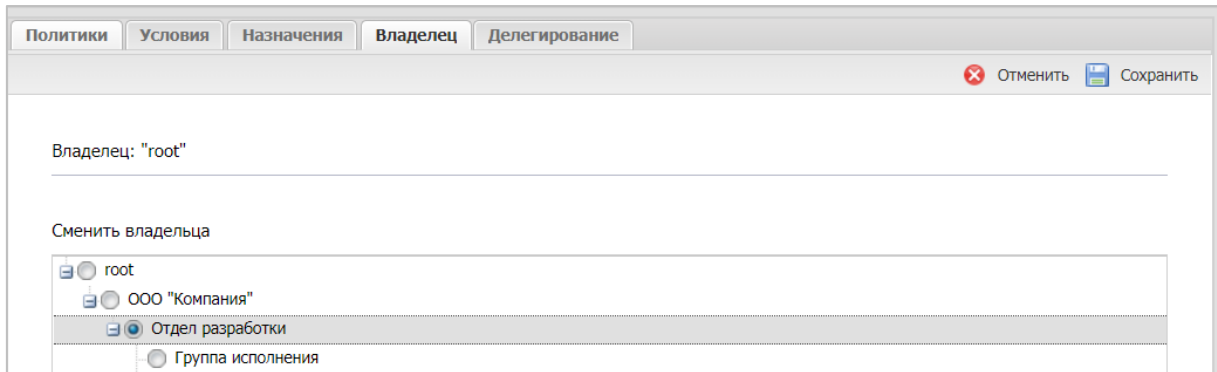 Политики Условия Назначения Владелец Делегирование
Отменить Сохранить
Владелец: "root"
Сменить владельца
root
ООО "Компания"
Отдел разработки
Группа исполнения